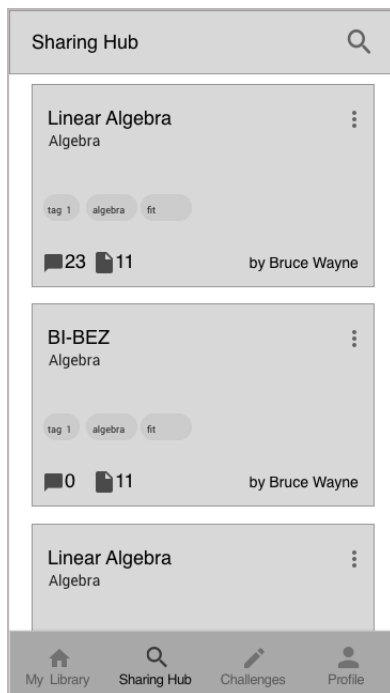 Sharing Hub
Linear Algebra
Algebra
tag 1 algebra fit
23 11 by Bruce Wayne
BI-BEZ
Algebra
tag 1 algebra fit
0 11 by Bruce Wayne
Linear Algebra
Algebra
My Library Sharing Hub Challenges Profile